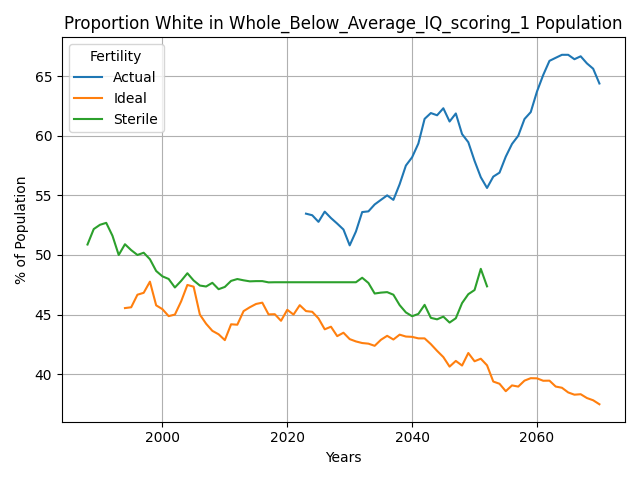 Proportion White in Whole_Below_Average_IQ_scoring_1 Population
Fertility
Actual
Ideal
Sterile
% of Population
65
60
55
50
45
40
2000
2020
2040
2060
Years